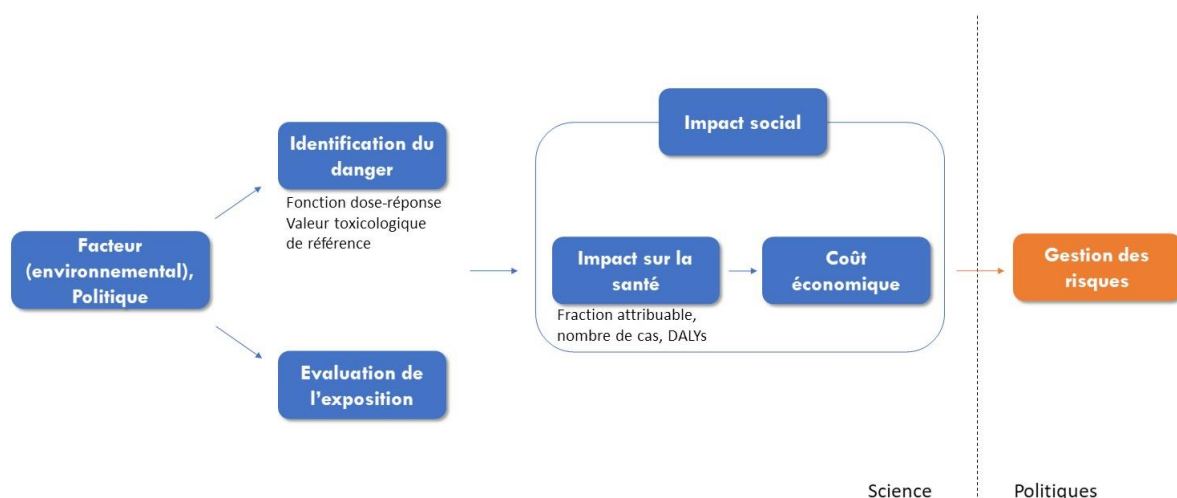 Facteur
(environnemental),
Politique
Identification du
danger
Fonction dose-réponse
Valeur toxicologique
de référence
Evaluation de
l'exposition
Impact social
Impact sur la
santé
Fraction attribuable,
nombre de cas, DALYs
Coût
économique
Gestion des
risques
Science
Politiques